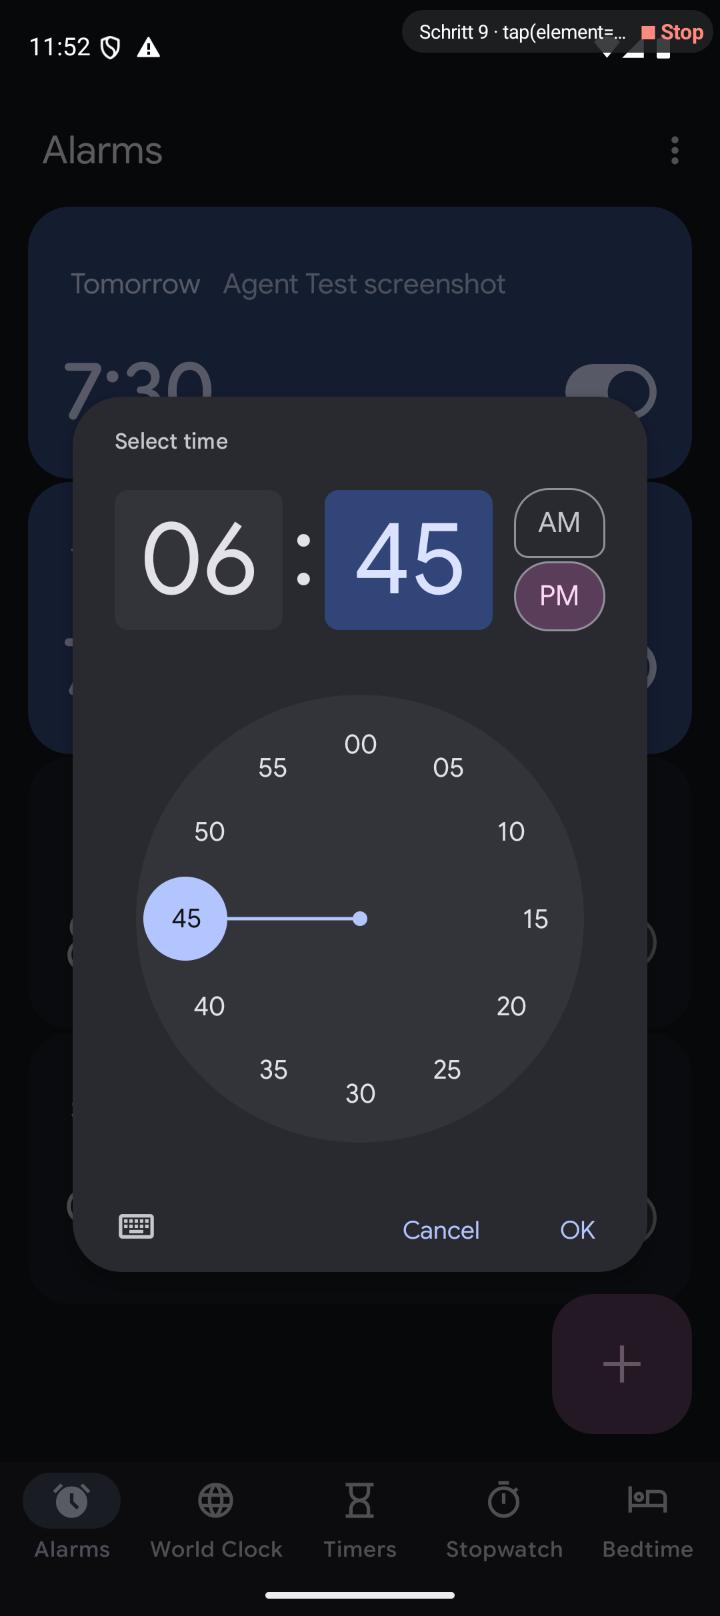 11:52
Schritt 9 · tap(element=… Stop
Alarms
Tomorrow Agent Test screenshot
7:30
Select time
06 : 45
AM
PM
00
55 05
50 10
45 15
40 20
35 25
30
Cancel OK
Alarms World Clock Timers Stopwatch Bedtime